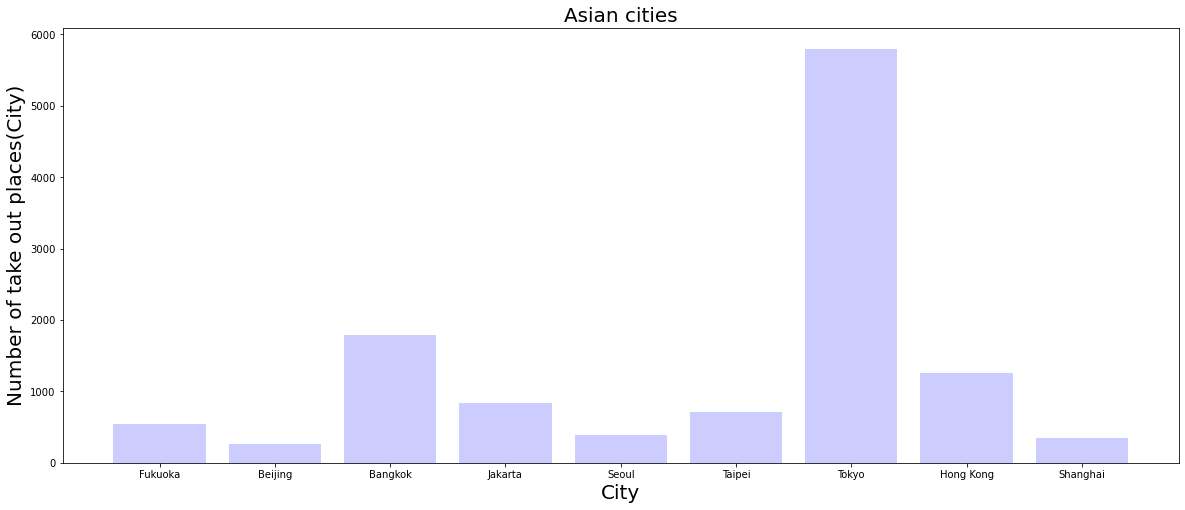 Asian cities
Number of take out places(City)
6000
5000
4000
3000
2000
1000
0
Fukuoka Beijing Bangkok Jakarta Seoul Taipei Tokyo Hong Kong Shanghai
City